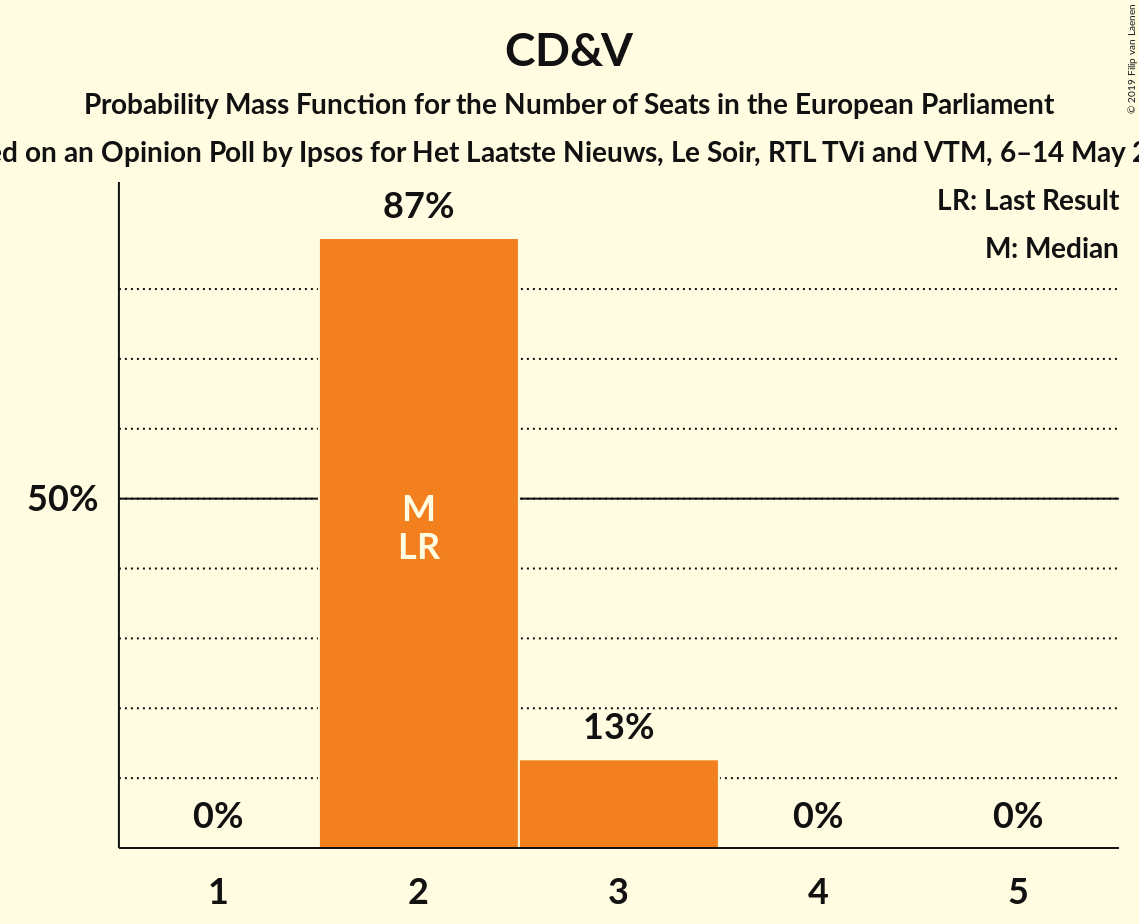 CD&V
Probability Mass Function for the Number of Seats in the European Parliament
on an Opinion Poll by Ipsos for Het Laatste Nieuws, Le Soir, RTL TVi and VTM, 6–14 May
© 2019 Filip van Laenen
LR: Last Result
M: Median
87%
50%
M
LR
13%
0%
0%
0%
1
2
3
4
5